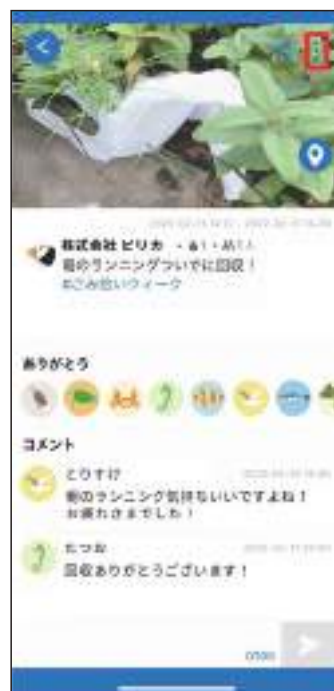 株式会社 ピリカ
朝のランニングついでに回収！
#ごみ拾いウィーク
ありがとう
コメント
とりすけ
朝のランニング気持ちいいですよね！
お疲れさまでした！
たつお
回収ありがとうございます！